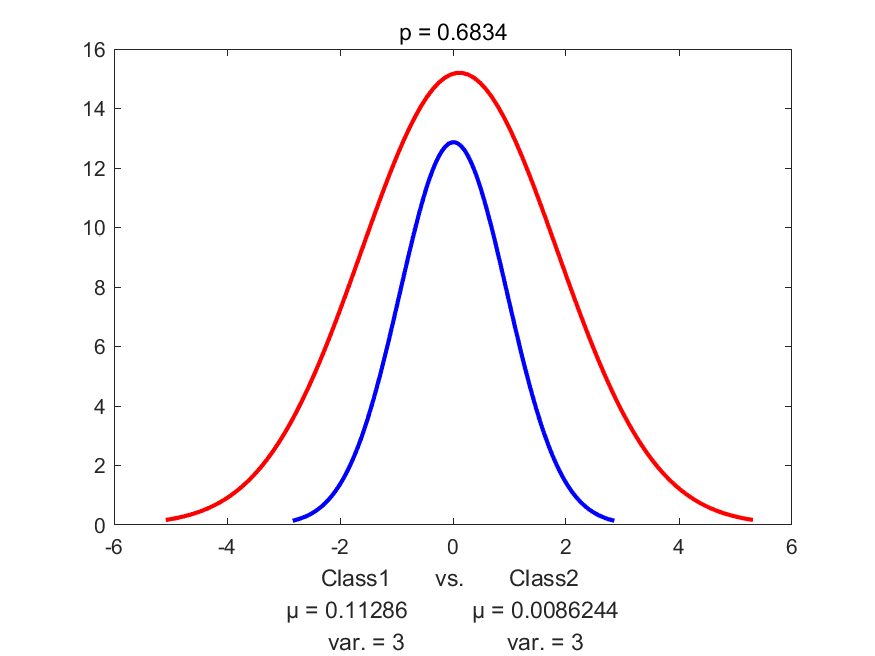 p = 0.6834
16
14
12
10
8
6
4
2
0
-6 -4 -2 0 2 4 6
Class1 vs. Class2
μ = 0.11286 μ = 0.0086244
var. = 3 var. = 3